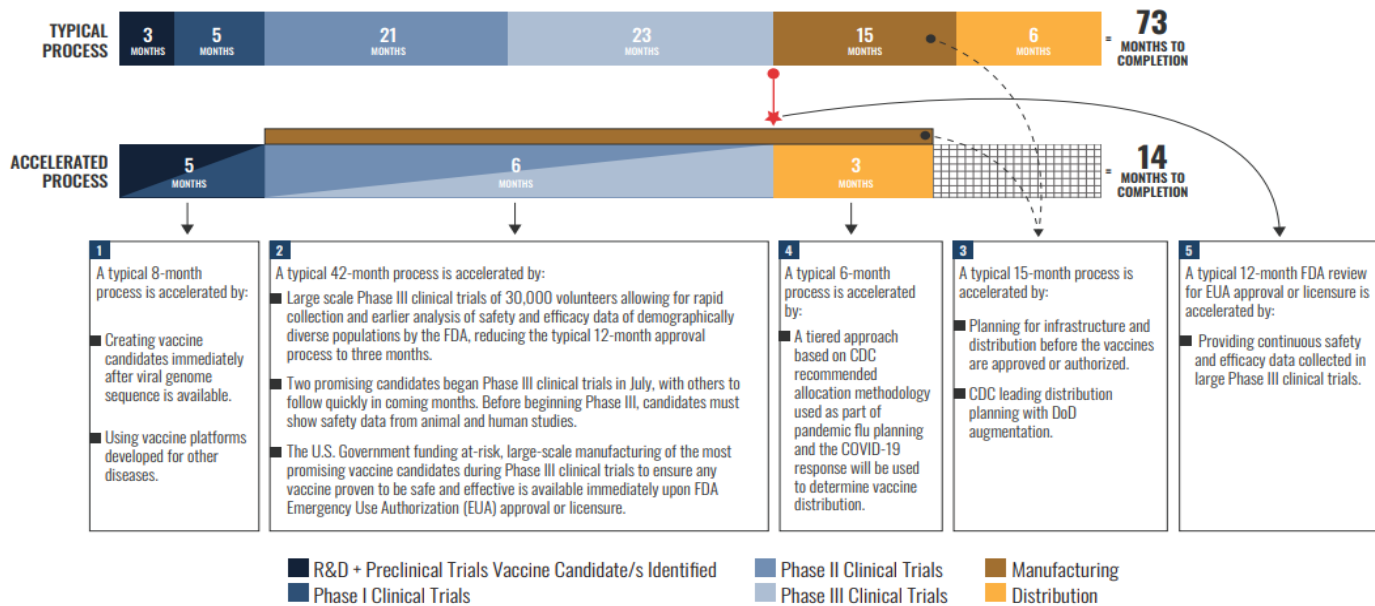 TYPICAL
PROCESS
3
MONTHS
5
MONTHS
21
MONTHS
23
MONTHS
15
MONTHS
6
MONTHS
=
73
MONTHS TO
COMPLETION
ACCELERATED
PROCESS
5
MONTHS
6
MONTHS
3
MONTHS
=
14
MONTHS TO
COMPLETION
1
A typical 8-month
process is accelerated by:
Creating vaccine
candidates immediately
after viral genome
sequence is available.
Using vaccine platforms
developed for other
diseases.
2
A typical 42-month process is accelerated by:
Large scale Phase III clinical trials of 30,000 volunteers allowing for rapid
collection and earlier analysis of safety and efficacy data of demographically
diverse populations by the FDA, reducing the typical 12-month approval
process to three months.
Two promising candidates began Phase III clinical trials in July, with others to
follow quickly in coming months. Before beginning Phase III, candidates must
show safety data from animal and human studies.
The U.S. Government funding at-risk, large-scale manufacturing of the most
promising vaccine candidates during Phase III clinical trials to ensure any
vaccine proven to be safe and effective is available immediately upon FDA
Emergency Use Authorization (EUA) approval or licensure.
4
A typical 6-month
process is accelerated
by:
A tiered approach
based on CDC
recommended
allocation methodology
used as part of
pandemic flu planning
and the COVID-19
response will be used
to determine vaccine
distribution.
3
A typical 15-month process is
accelerated by:
Planning for infrastructure and
distribution before the vaccines
are approved or authorized.
CDC leading distribution
planning with DoD
augmentation.
5
A typical 12-month FDA review
for EUA approval or licensure is
accelerated by:
Providing continuous safety
and efficacy data collected in
large Phase III clinical trials.
R&D + Preclinical Trials Vaccine Candidate/s Identified
Phase I Clinical Trials
Phase II Clinical Trials
Phase III Clinical Trials
Manufacturing
Distribution